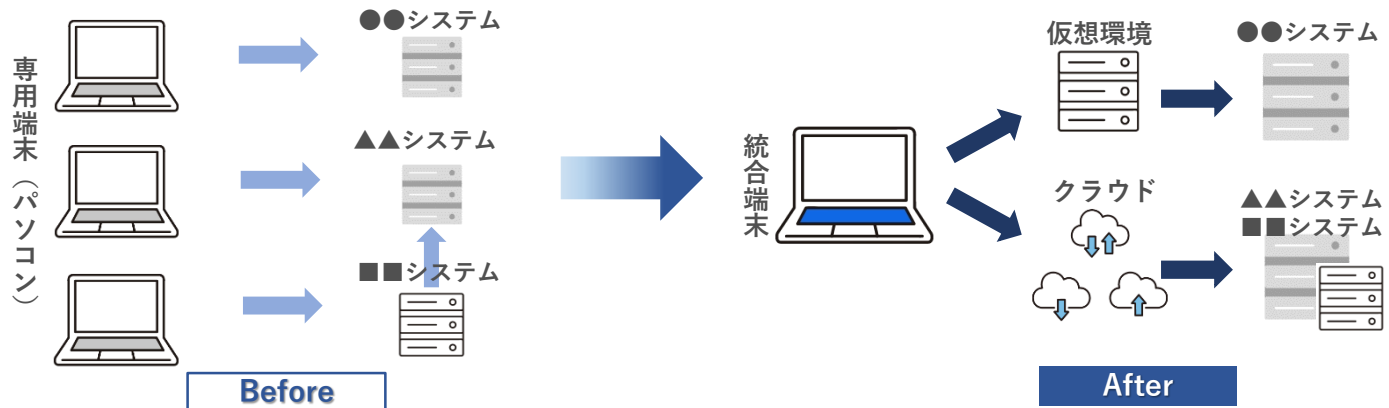 専用端末（パソコン）
●●システム
▲▲システム
■■システム
Before
統合端末
仮想環境
●●システム
クラウド
▲▲システム
■■システム
After